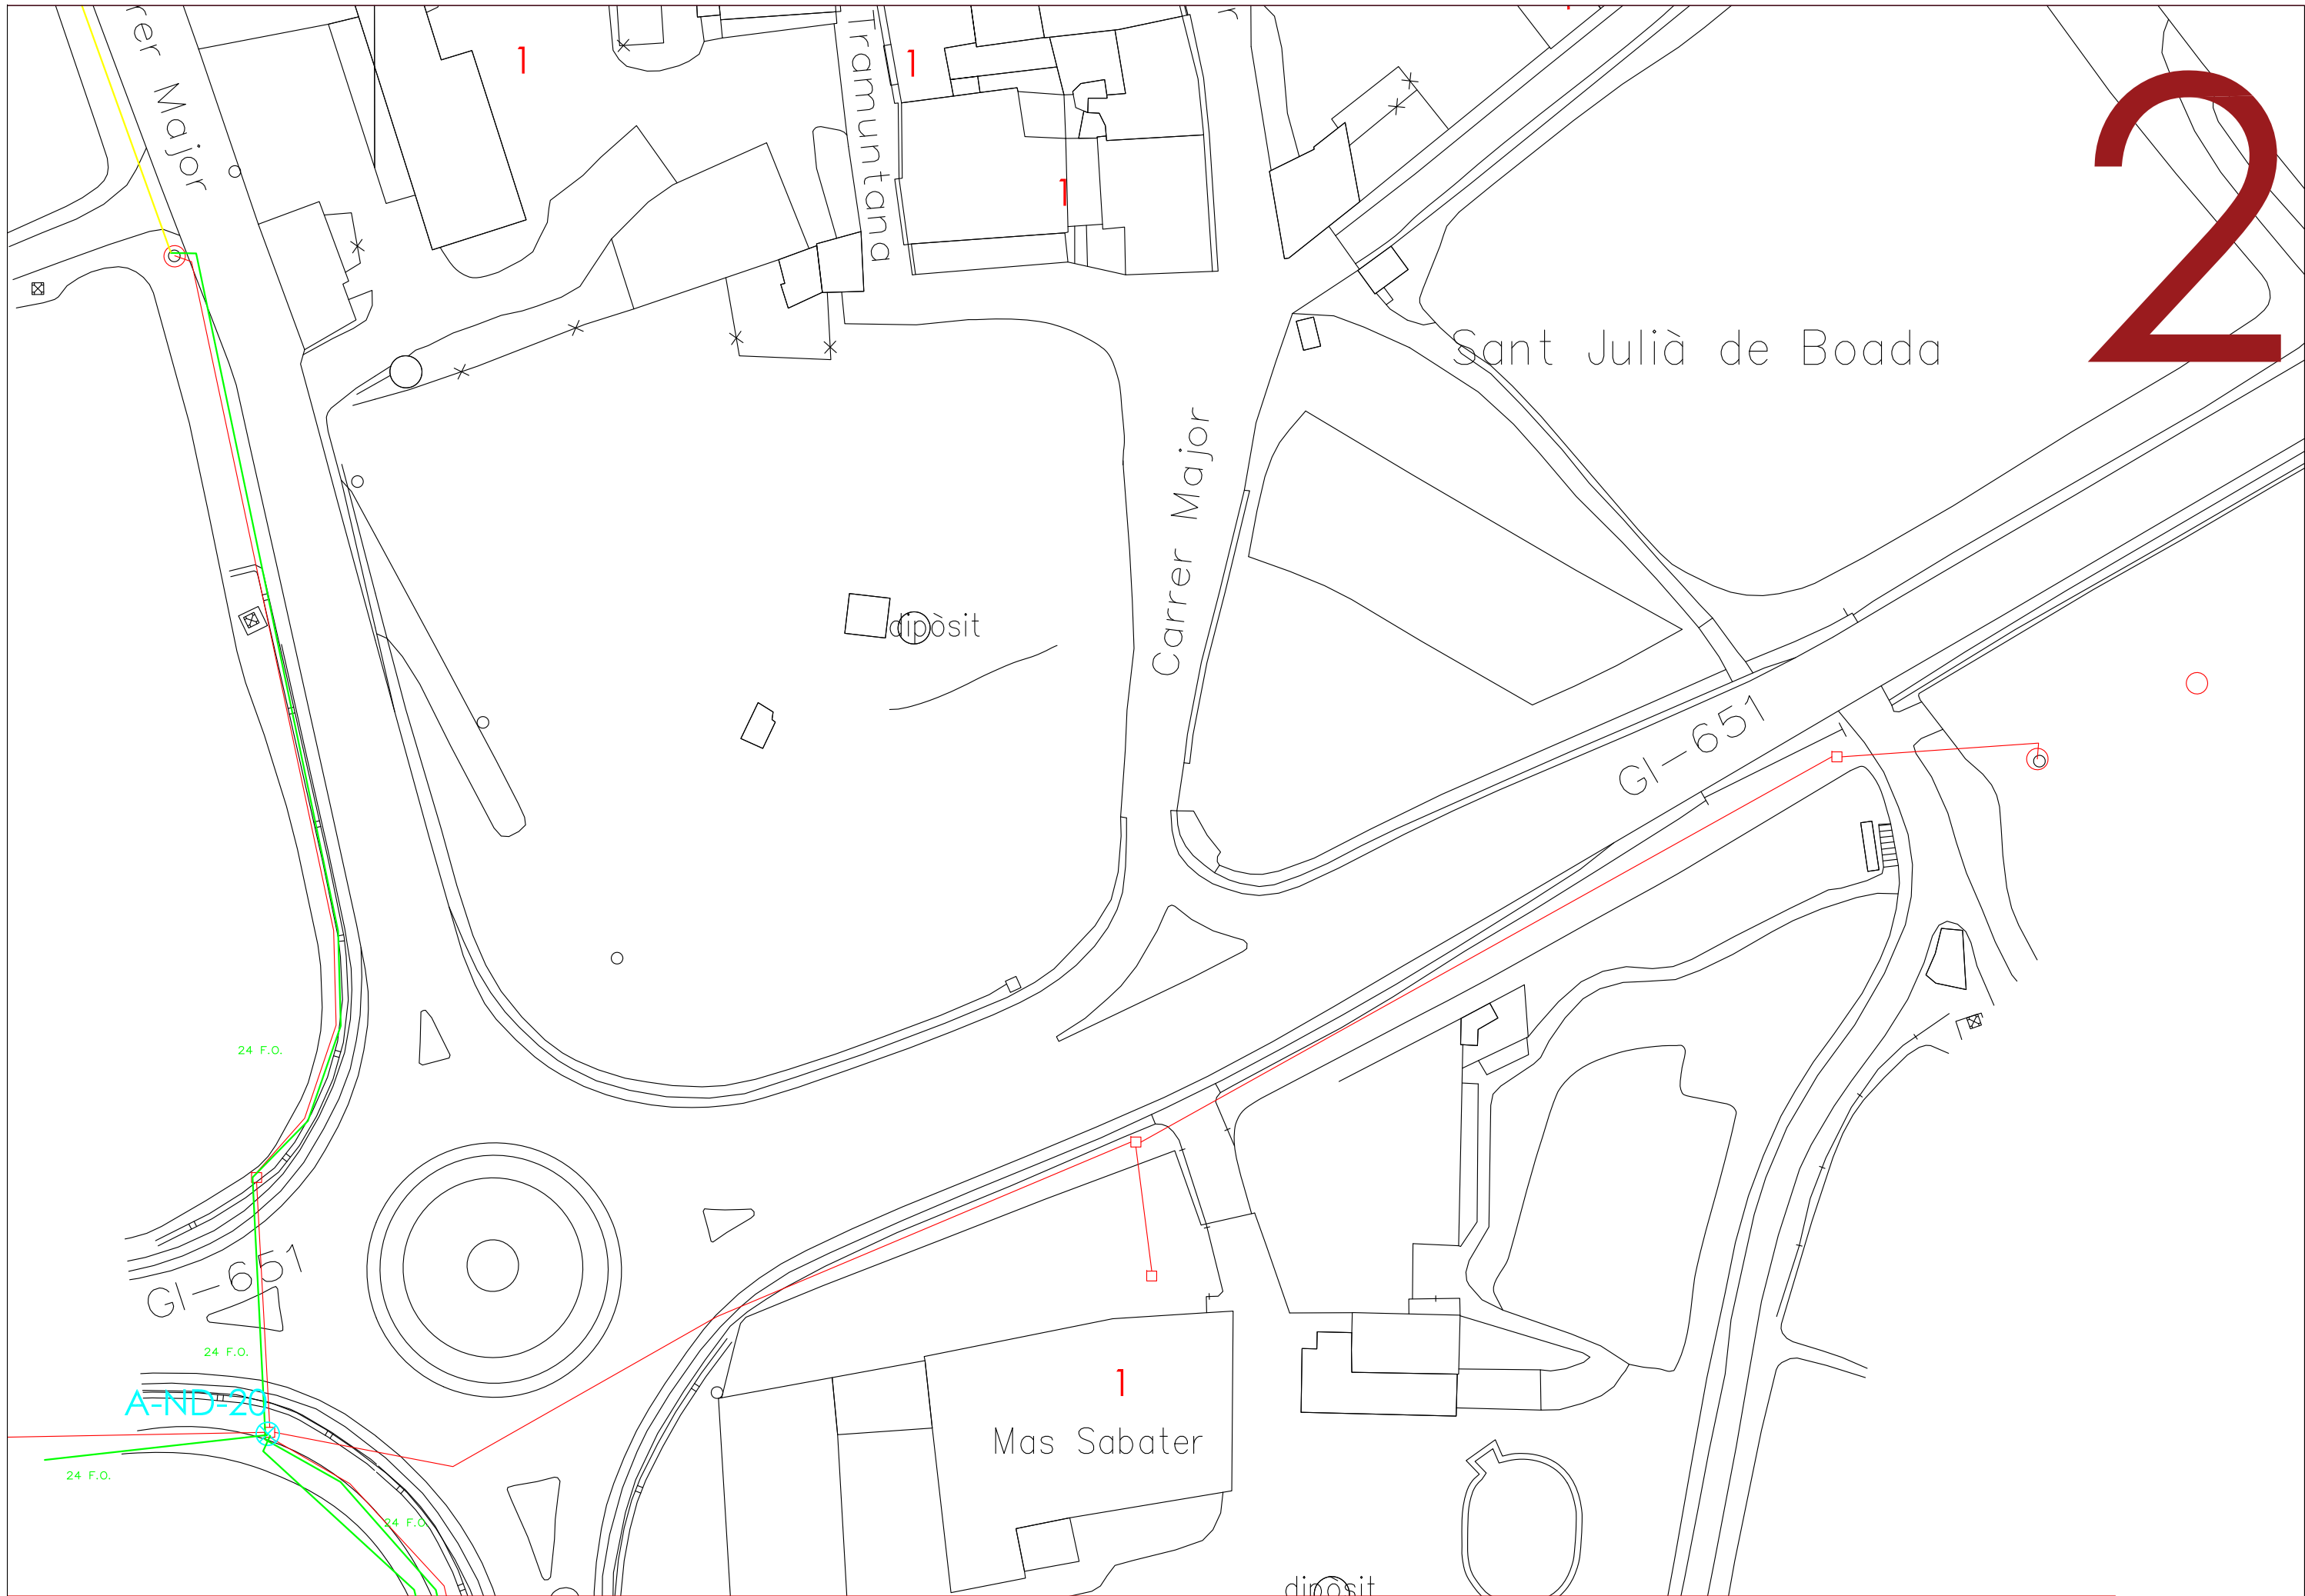 1
1
1
2
Sant Julià de Boada
Major
Tramuntana
Carrer Major
dipòsit
GI-651
24 F.O.
GI-651
24 F.O.
A-ND-20
24 F.O.
24 F.O.
1
Mas Sabater
dipòsit